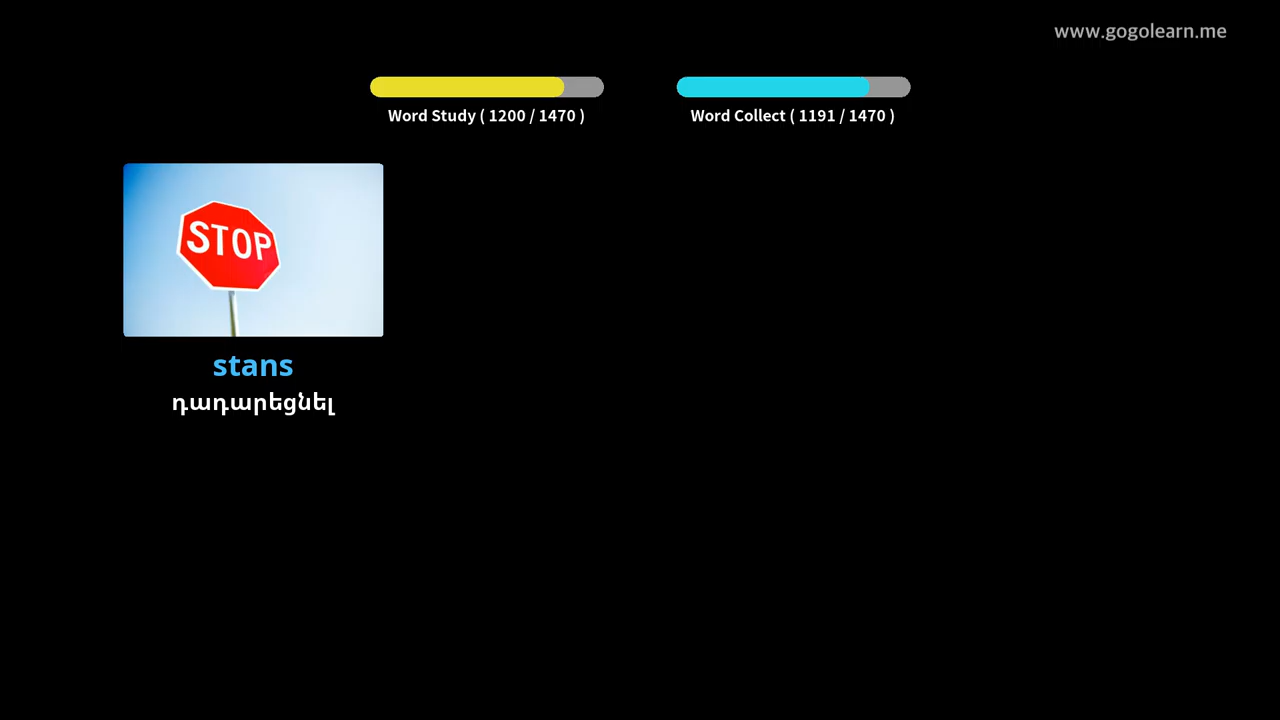 www.gogolearn.me
Word Study ( 1200 / 1470 )
Word Collect ( 1191 / 1470 )
STOP
stans
դադարեցնել